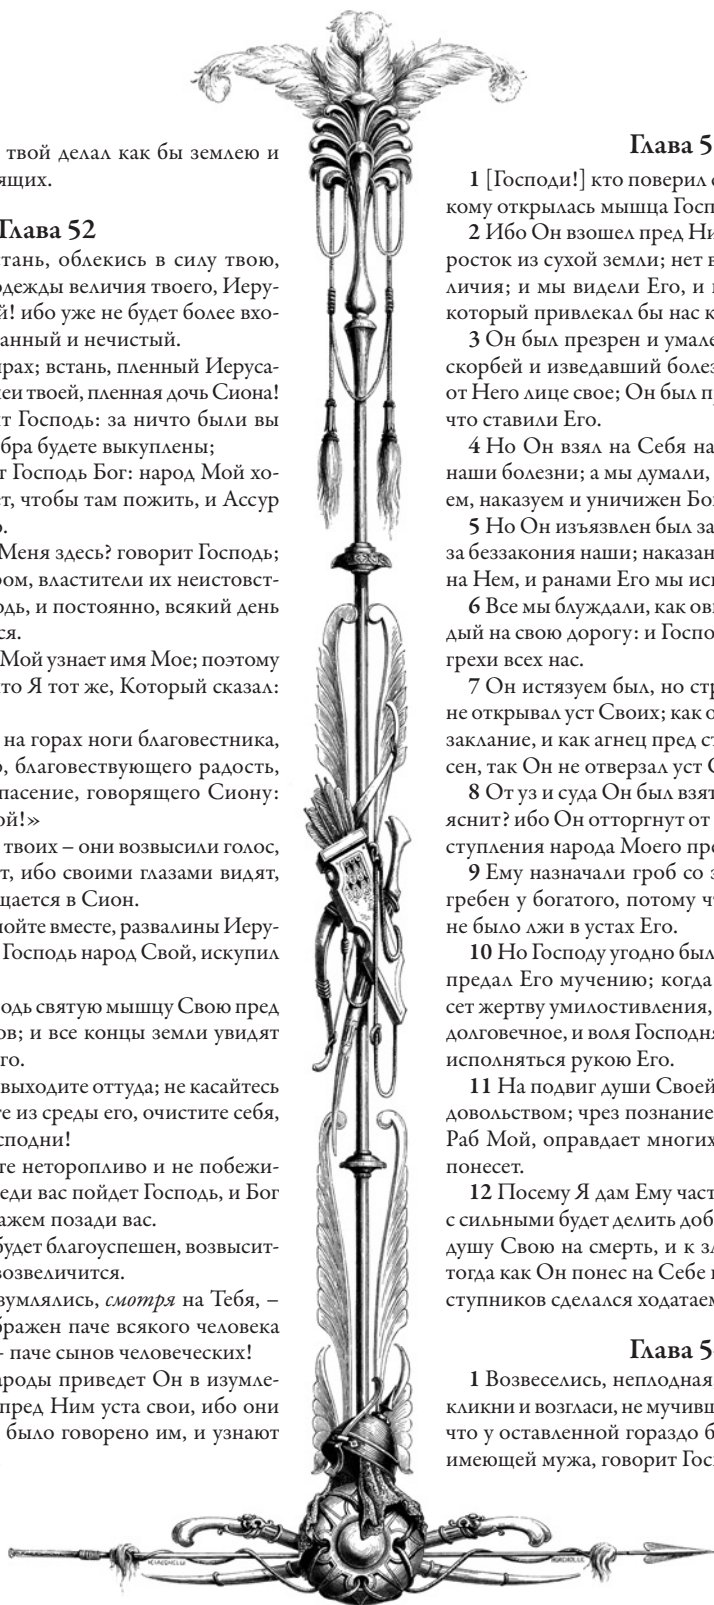 твой делал как бы землею и
ящих.
Глава 52
тань, облекись в силу твою,
дежды величия твоего, Иеру-
й! ибо уже не будет более вхо-
анный и нечистый.
рах; встань, пленный Иеруса-
еи твоей, пленная дочь Сиона!
т Господь: за ничто были вы
бра будете выкуплены;
т Господь Бог: народ Мой хо-
ет, чтобы там пожить, и Ассур
о.
Меня здесь? говорит Господь;
ром, властители их неистовст-
одь, и постоянно, всякий день
ся.
Мой узнает имя Мое; поэтому
то Я тот же, Который сказал:
на горах ноги благовестника,
о, благовествующего радость,
пасение, говорящего Сиону:
ой!»
твоих – они возвысили голос,
т, ибо своими глазами видят,
щается в Сион.
пойте вместе, развалины Иеру-
Господь народ Свой, искупил
одь святую мышцу Свою пред
ов; и все концы земли увидят
го.
выходите оттуда; не касайтесь
те из среды его, очистите себя,
сподни!
те неторопливо и не побежи-
еди вас пойдет Господь, и Бог
ажем позади вас.
будет благоуспешен, возвысит-
возвеличится.
зумлялись, смотря на Тебя, –
бражен паче всякого человека
– паче сынов человеческих!
ароды приведет Он в изумле-
пред Ним уста свои, ибо они
было говорено им, и узнают
Глава 5
1 [Господи!] кто поверил
кому открылась мышца Госп
2 Ибо Он взошел пред Ни
росток из сухой земли; нет в
личия; и мы видели Его, и
который привлекал бы нас к
3 Он был презрен и умале
скорбей и изведавший болез
от Него лице свое; Он был п
что ставили Его.
4 Но Он взял на Себя на
наши болезни; а мы думали,
ем, наказуем и уничижен Бо
5 Но Он изъязвлен был за
за беззакония наши; наказан
на Нем, и ранами Его мы ис
6 Все мы блуждали, как ов
дый на свою дорогу: и Госпо
грехи всех нас.
7 Он истязуем был, но стр
не открывал уст Своих; как о
заклание, и как агнец пред ст
сен, так Он не отверзал уст С
8 От уз и суда Он был взят
яснит? ибо Он отторгнут от
ступления народа Моего пре
9 Ему назначали гроб со з
гребен у богатого, потому ч
не было лжи в устах Его.
10 Но Господу угодно был
предал Его мучению; когда
сет жертву умилостивления,
долговечное, и воля Господня
исполняться рукою Его.
11 На подвиг души Своей
довольством; чрез познание
Раб Мой, оправдает многих
понесет.
12 Посему Я дам Ему част
с сильными будет делить доб
душу Свою на смерть, и к зл
тогда как Он понес на Себе
ступников сделался ходатаем
Глава 5
1 Возвеселись, неплодная
кликни и возгласи, не мучивш
что у оставленной гораздо б
имеющей мужа, говорит Гос